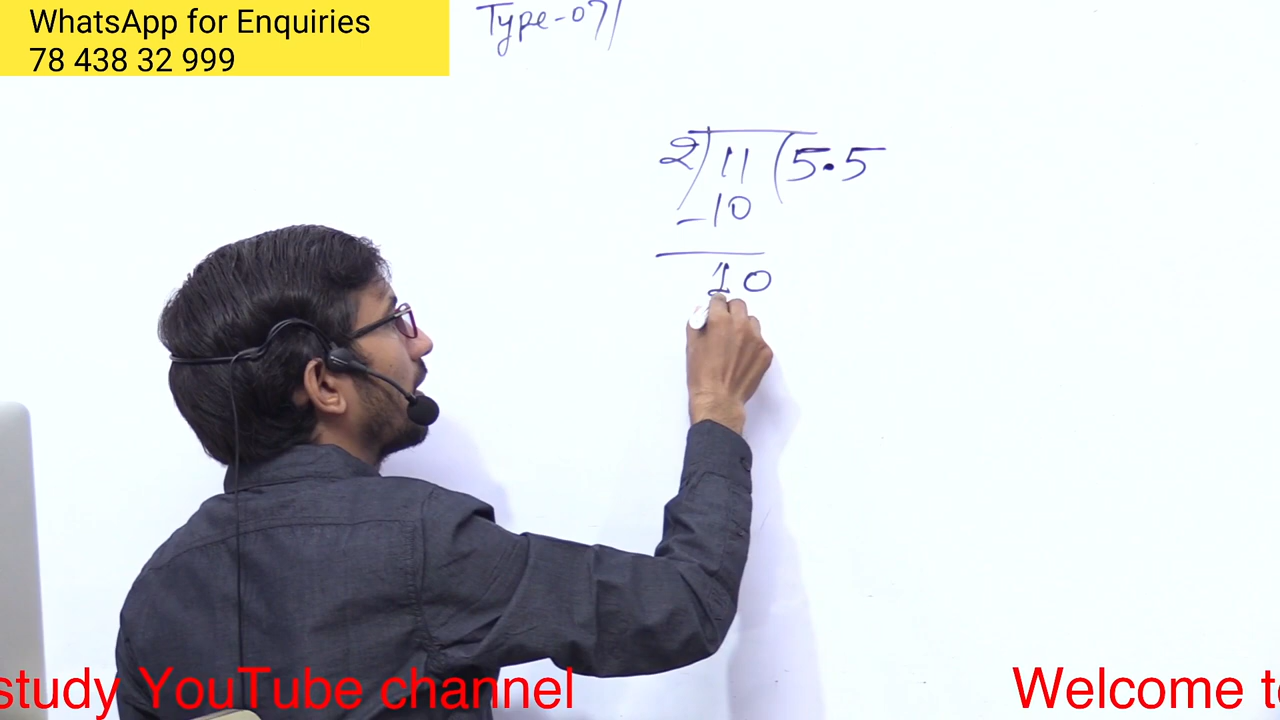 WhatsApp for Enquiries
78 438 32 999
Type-07
2) 11 (5.5
-10
10
study YouTube channel
Welcome to